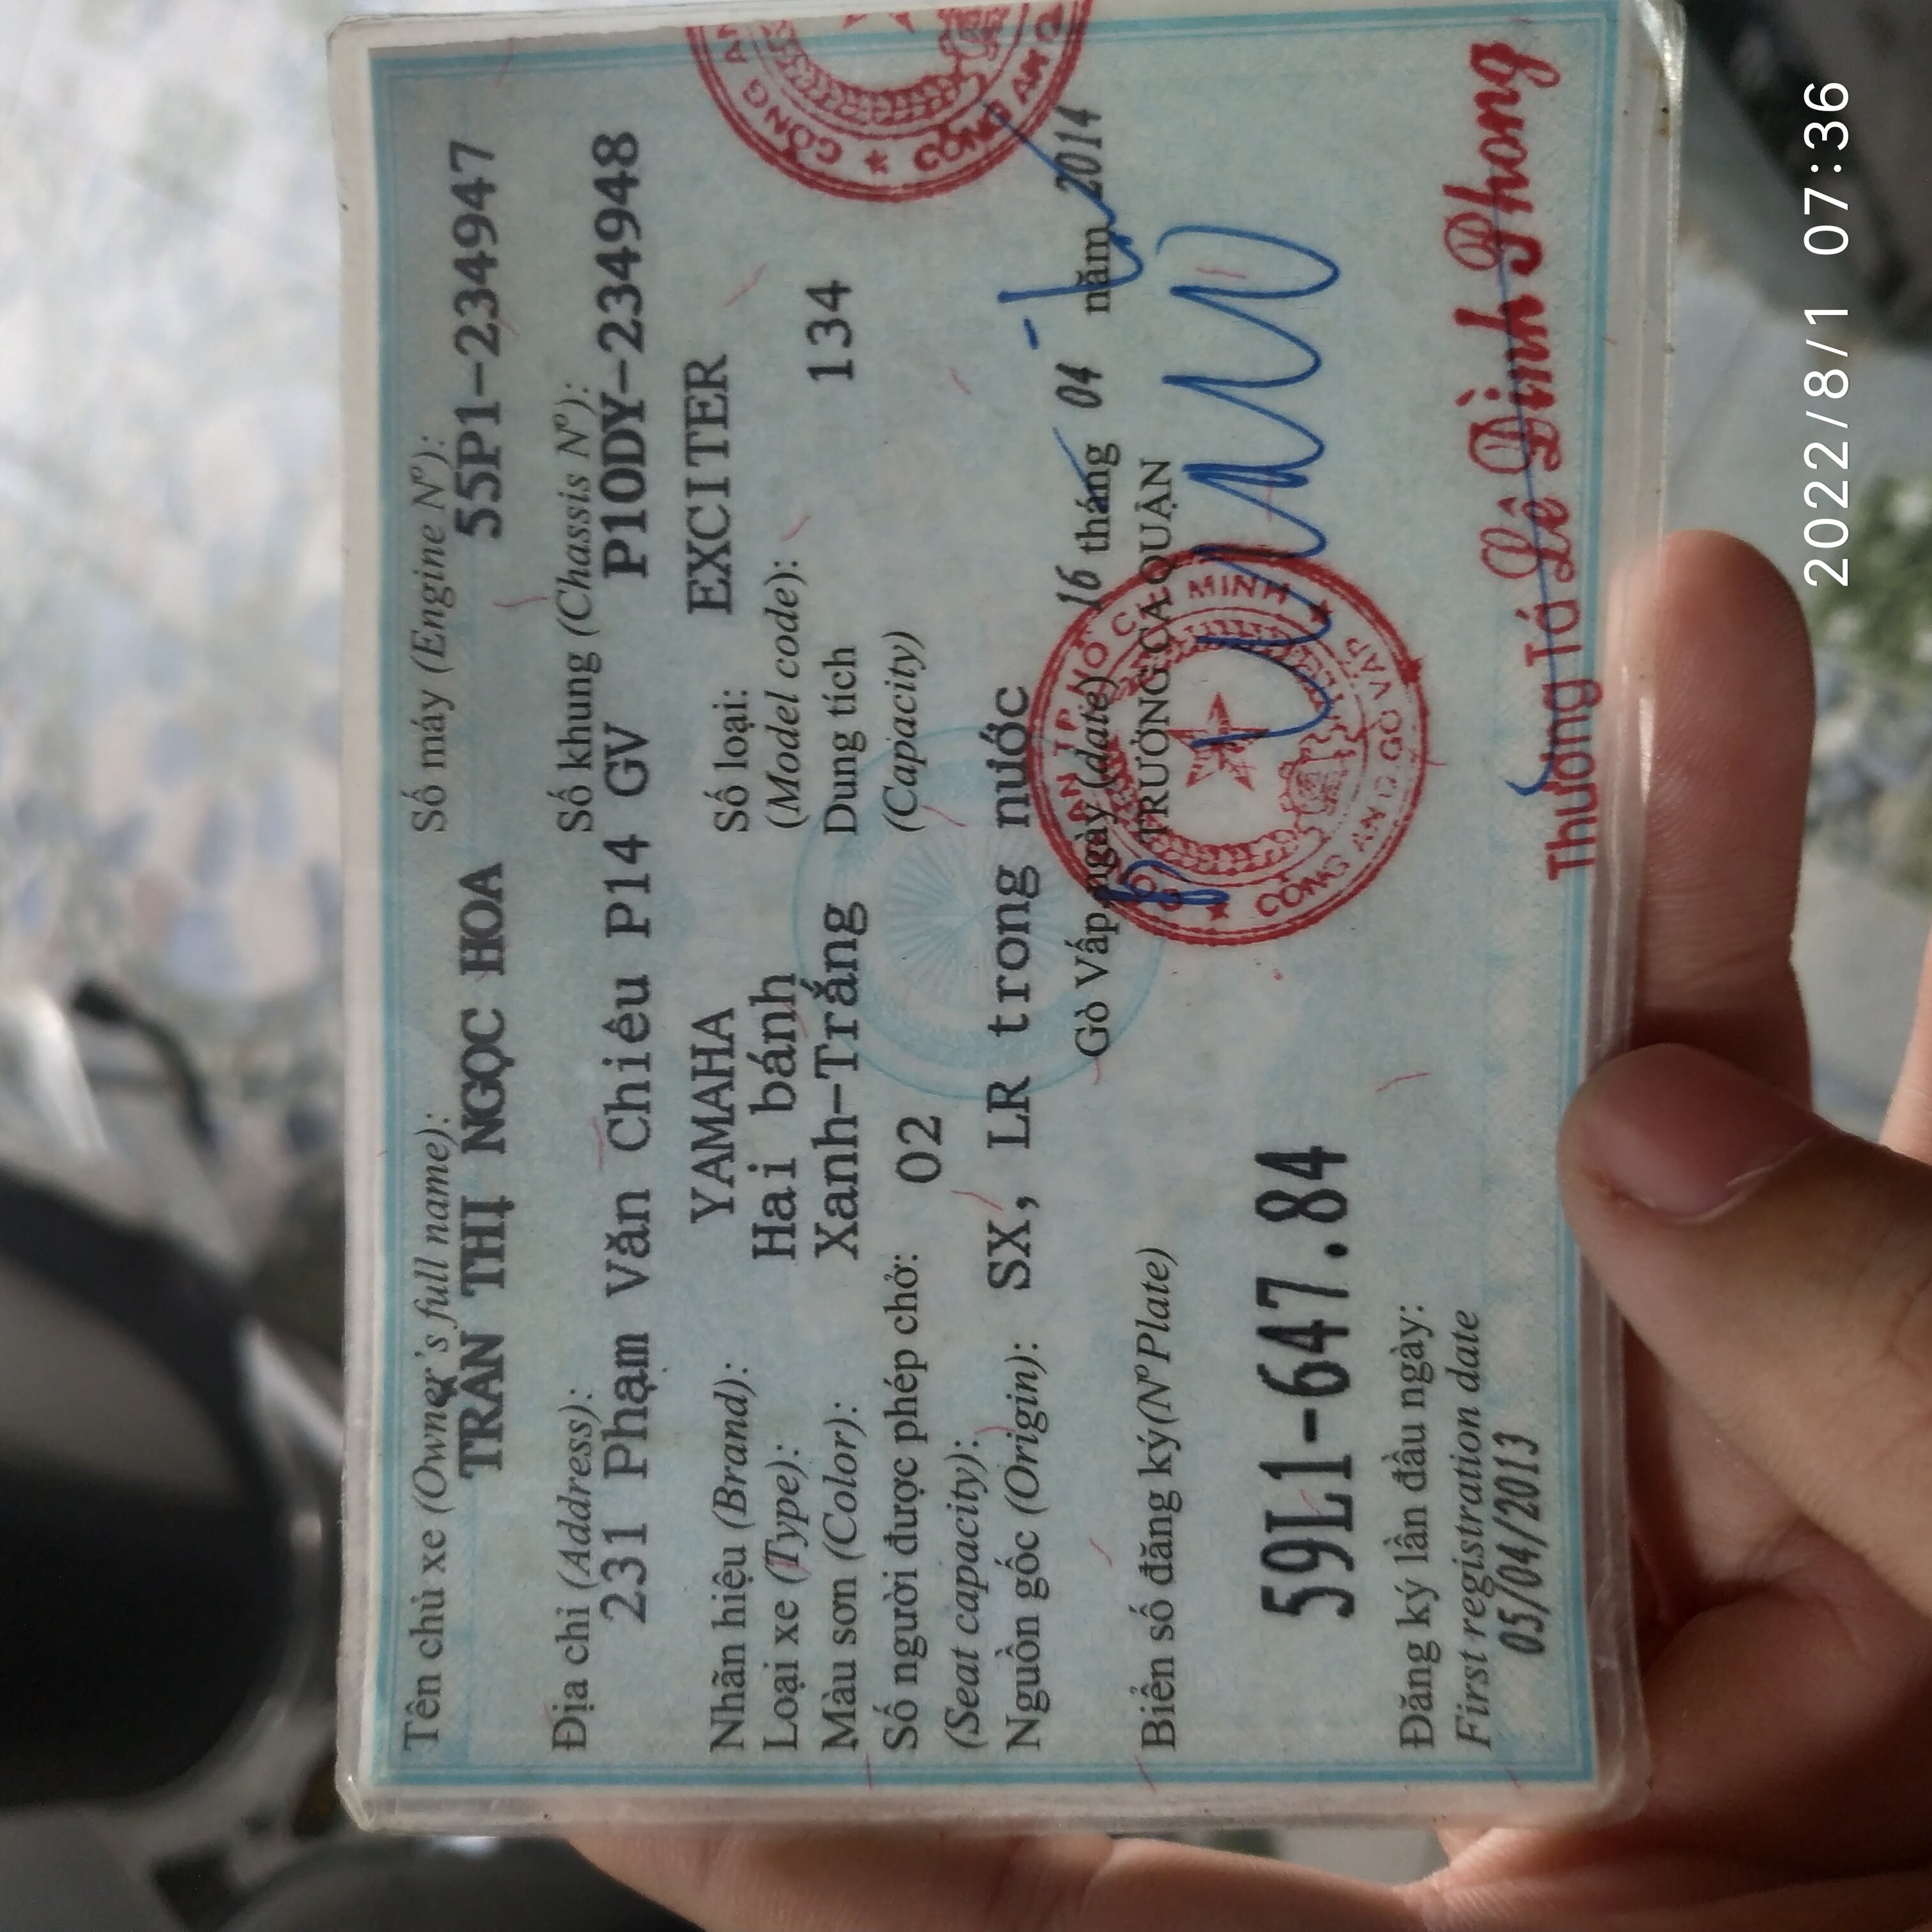 Tên chủ xe (Owner's full name):
TRẦN THỊ NGỌC HOA
Số máy (Engine Nº):
55P1-234947
Địa chỉ (Address):
231 Phạm Văn Chiêu P14 GV
Số khung (Chassis Nº):
P10DY-234948
Nhãn hiệu (Brand): YAMAHA
Số loại: EXCITER
(Model code):
Loại xe (Type): Hai bánh
Màu sơn (Color): Xanh-Trắng
Dung tích 134
(Capacity)
Số người được phép chở: 02
(Seat capacity):
Nguồn gốc (Origin): SX, LR trong nước
Gò Vấp, ngày (date) 16 tháng 04 năm 2014
TRƯỞNG CA QUẬN
Biển số đăng ký (Nº Plate)
59L1-647.84
Đăng ký lần đầu ngày:
First registration date
05/04/2013
CÔNG AN Q GÒ VẤP
Thượng Tá Lê Đình Phong
2022/8/1 07:36